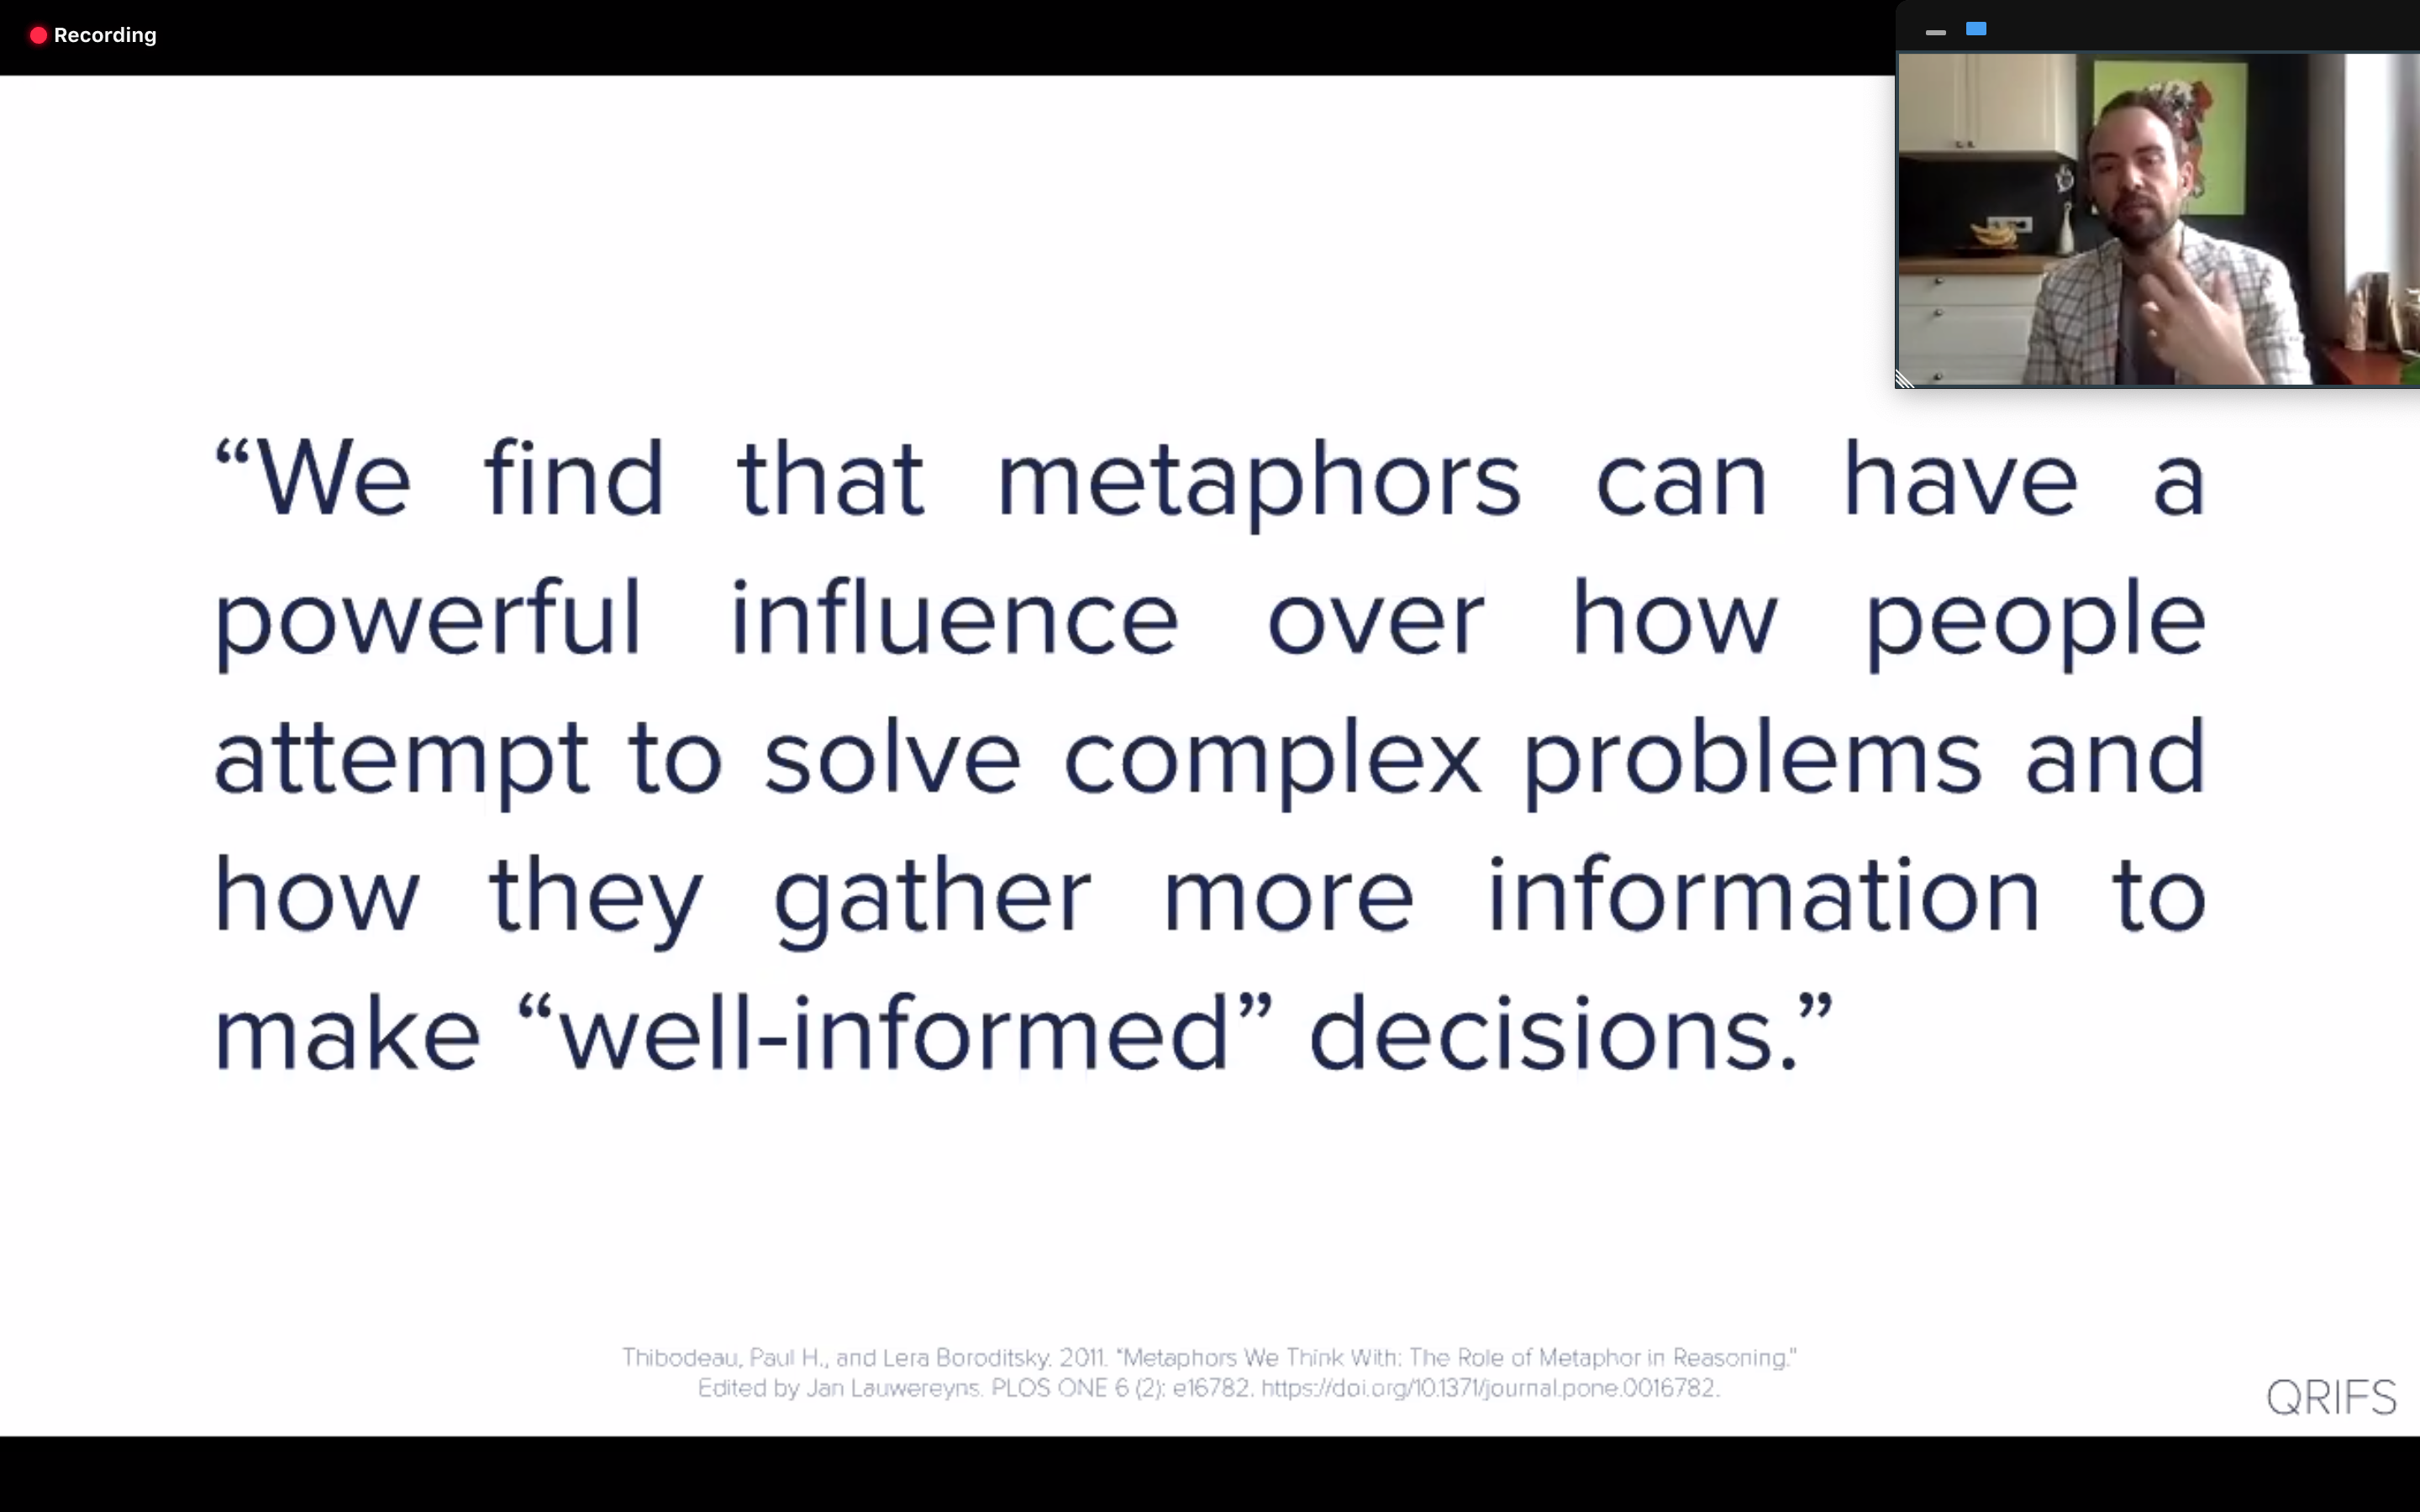 Recording
“We find that metaphors can have a
powerful influence over how people
attempt to solve complex problems and
how they gather more information to
make “well-informed” decisions.”
Thibodeau, Paul H., and Lera Boroditsky. 2011. “Metaphors We Think With: The Role of Metaphor in Reasoning.”
Edited by Jan Lauwereyns. PLOS ONE 6 (2): e16782. https://doi.org/10.1371/journal.pone.0016782.
QRIFS